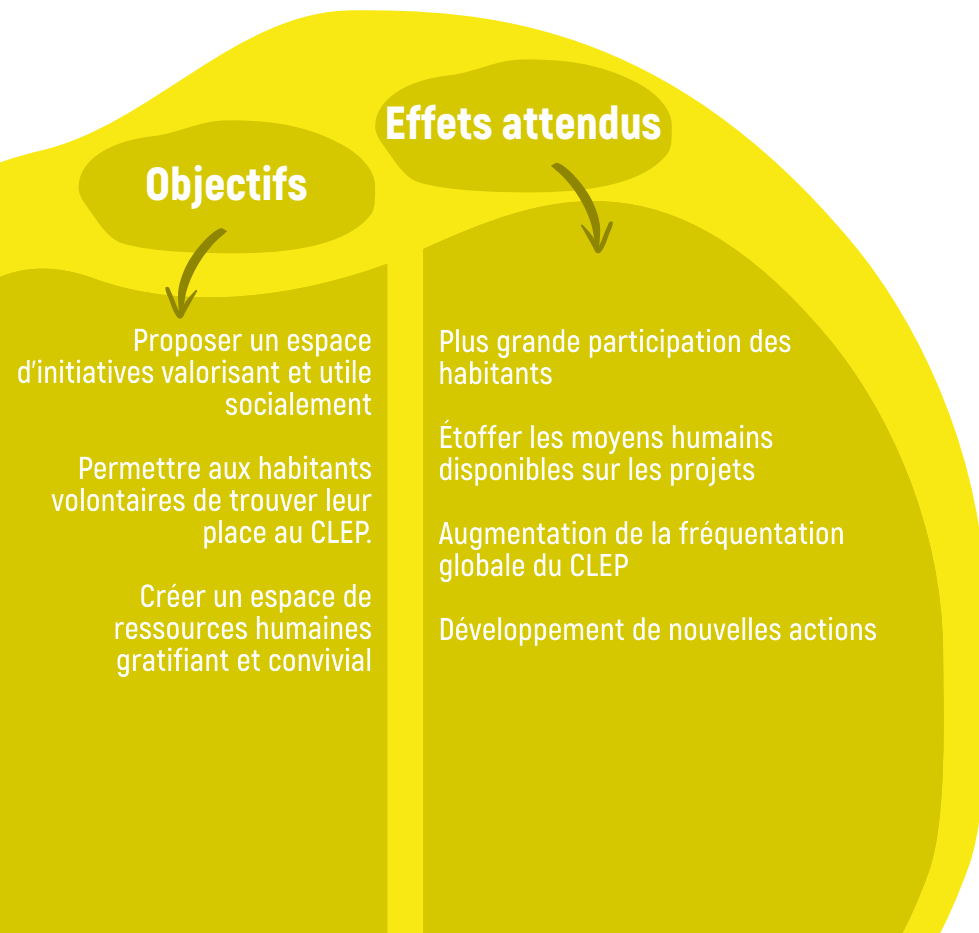 Objectifs
Proposer un espace
d'initiatives valorisant et utile
socialement
Permettre aux habitants
volontaires de trouver leur
place au CLEP.
Créer un espace de
ressources humaines
gratifiant et convivial
Effets attendus
Plus grande participation des
habitants
Étoffer les moyens humains
disponibles sur les projets
Augmentation de la fréquentation
globale du CLEP
Développement de nouvelles actions